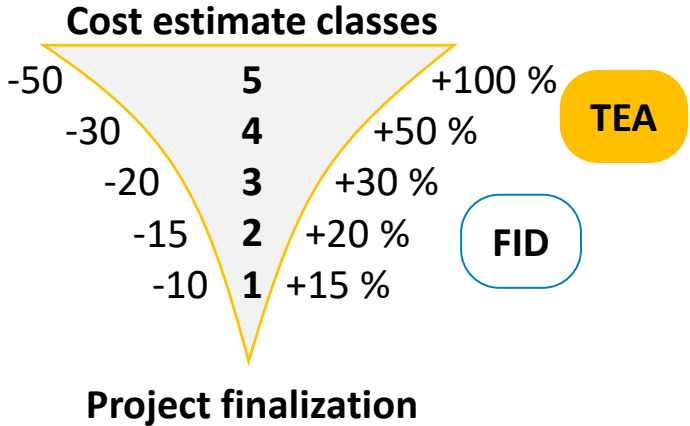 Cost estimate classes
-50 5 +100 %
-30 4 +50 %
TEA
-20 3 +30 %
-15 2 +20 %
FID
-10 1 +15 %
Project finalization